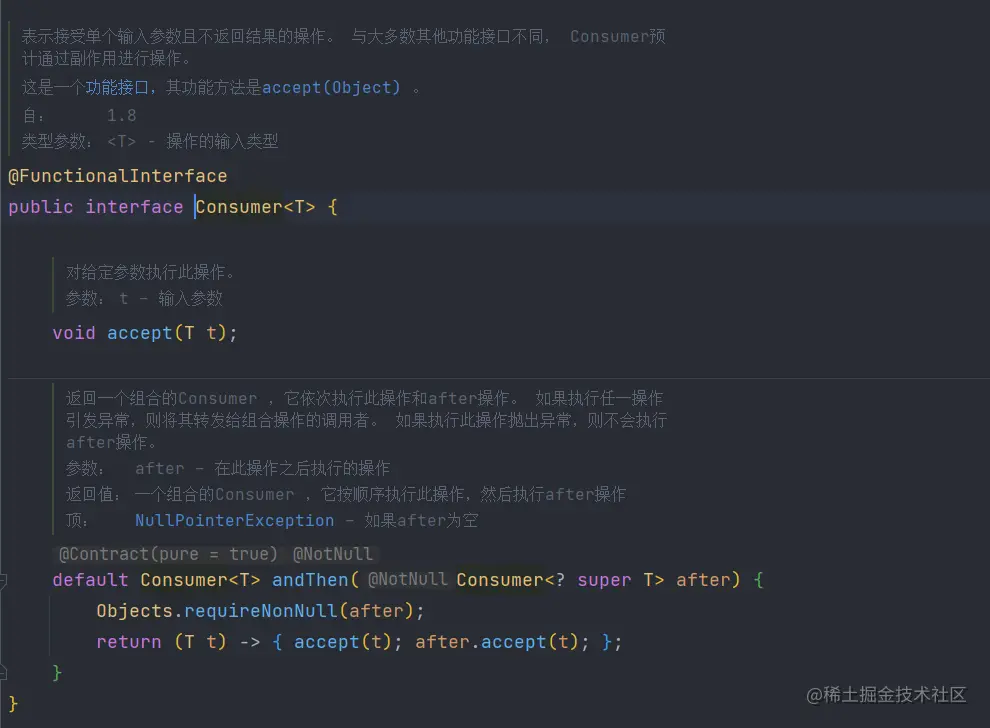 表示接受单个输入参数且不返回结果的操作。 与大多数其他功能接口不同， Consumer预
计通过副作用进行操作。
这是一个功能接口，其功能方法是accept(Object) 。
自： 1.8
类型参数： <T> - 操作的输入类型
@FunctionalInterface
public interface Consumer<T> {
对给定参数执行此操作。
参数： t - 输入参数
void accept(T t);
返回一个组合的Consumer ，它依次执行此操作和after操作。 如果执行任一操作
引发异常，则将其转发给组合操作的调用者。 如果执行此操作抛出异常，则不会执行
after操作。
参数： after - 在此操作之后执行的操作
返回值： 一个组合的Consumer ，它按顺序执行此操作，然后执行after操作
顶： NullPointerException - 如果after为空
@Contract(pure = true) @NotNull
default Consumer<T> andThen( @NotNull Consumer<? super T> after) {
Objects.requireNonNull(after);
return (T t) -> { accept(t); after.accept(t); };
}
}
@稀土掘金技术社区